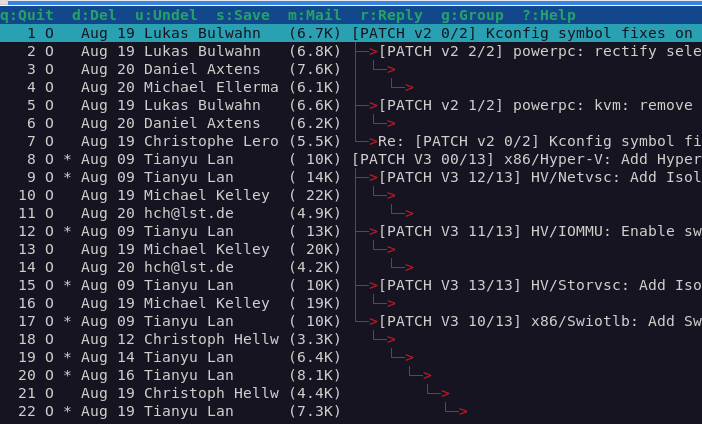 q:Quit  d:Del  u:Undel  s:Save  m:Mail  r:Reply  g:Group  ?:Help
1 O   Aug 19 Lukas Bulwahn   (6.7K) [PATCH v2 0/2] Kconfig symbol fixes on
2 O   Aug 19 Lukas Bulwahn   (6.8K) ├─>[PATCH v2 2/2] powerpc: rectify sele
3 O   Aug 20 Daniel Axtens   (7.6K) │ └─>
4 O   Aug 20 Michael Ellerma (6.1K) │   └─>
5 O   Aug 19 Lukas Bulwahn   (6.6K) ├─>[PATCH v2 1/2] powerpc: kvm: remove
6 O   Aug 20 Daniel Axtens   (6.2K) │ └─>
7 O   Aug 19 Christophe Lero (5.5K) └─>Re: [PATCH v2 0/2] Kconfig symbol fi
8 O * Aug 09 Tianyu Lan      ( 10K) [PATCH V3 00/13] x86/Hyper-V: Add Hyper
9 O * Aug 09 Tianyu Lan      ( 14K) ├─>[PATCH V3 12/13] HV/Netvsc: Add Isol
10 O   Aug 19 Michael Kelley  ( 22K) │ └─>
11 O   Aug 20 hch@lst.de      (4.9K) │   └─>
12 O * Aug 09 Tianyu Lan      ( 13K) ├─>[PATCH V3 11/13] HV/IOMMU: Enable sw
13 O   Aug 19 Michael Kelley  ( 20K) │ └─>
14 O   Aug 20 hch@lst.de      (4.2K) │   └─>
15 O * Aug 09 Tianyu Lan      ( 10K) ├─>[PATCH V3 13/13] HV/Storvsc: Add Iso
16 O   Aug 19 Michael Kelley  ( 19K) │ └─>
17 O * Aug 09 Tianyu Lan      ( 10K) ├─>[PATCH V3 10/13] x86/Swiotlb: Add Sw
18 O   Aug 12 Christoph Hellw (3.3K) │ └─>
19 O * Aug 14 Tianyu Lan      (6.4K) │   └─>
20 O * Aug 16 Tianyu Lan      (8.1K) │     └─>
21 O   Aug 19 Christoph Hellw (4.4K) │       └─>
22 O * Aug 19 Tianyu Lan      (7.3K) │         └─>